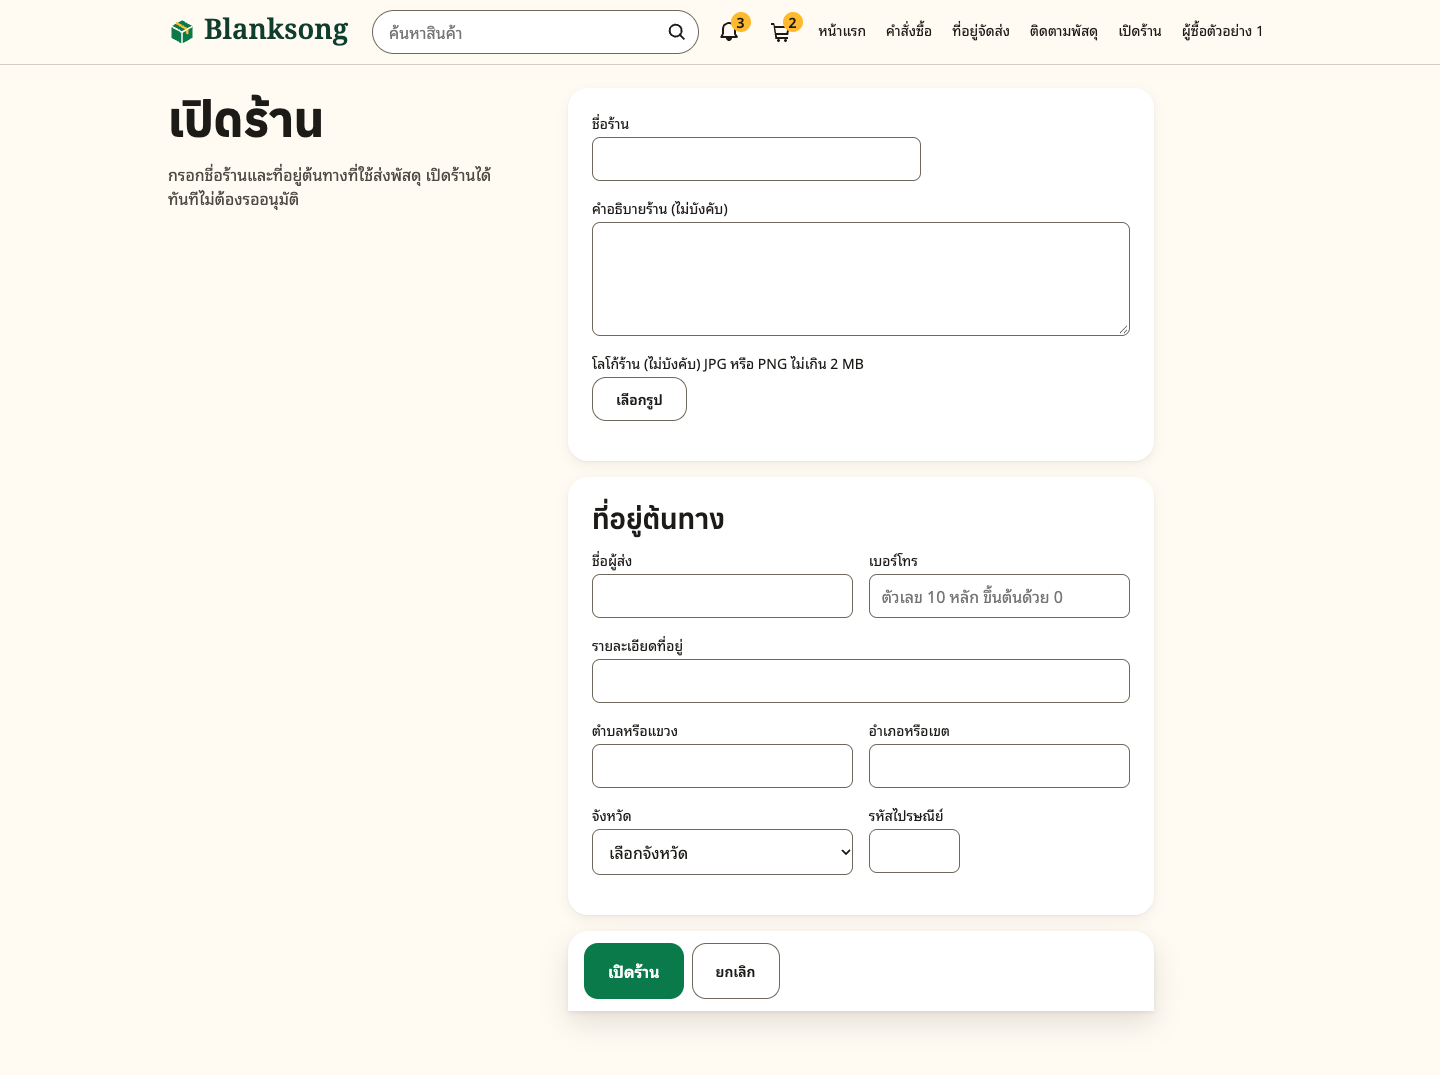 Blanksong
ค้นหาสินค้า
3
2
หน้าแรก
คำสั่งซื้อ
ที่อยู่จัดส่ง
ติดตามพัสดุ
เปิดร้าน
ผู้ซื้อตัวอย่าง 1
เปิดร้าน
กรอกชื่อร้านและที่อยู่ต้นทางที่ใช้ส่งพัสดุ เปิดร้านได้
ทันทีไม่ต้องรออนุมัติ
ชื่อร้าน
คำอธิบายร้าน (ไม่บังคับ)
โลโก้ร้าน (ไม่บังคับ) JPG หรือ PNG ไม่เกิน 2 MB
เลือกรูป
ที่อยู่ต้นทาง
ชื่อผู้ส่ง
เบอร์โทร
ตัวเลข 10 หลัก ขึ้นต้นด้วย 0
รายละเอียดที่อยู่
ตำบลหรือแขวง
อำเภอหรือเขต
จังหวัด
รหัสไปรษณีย์
เลือกจังหวัด
เปิดร้าน
ยกเลิก